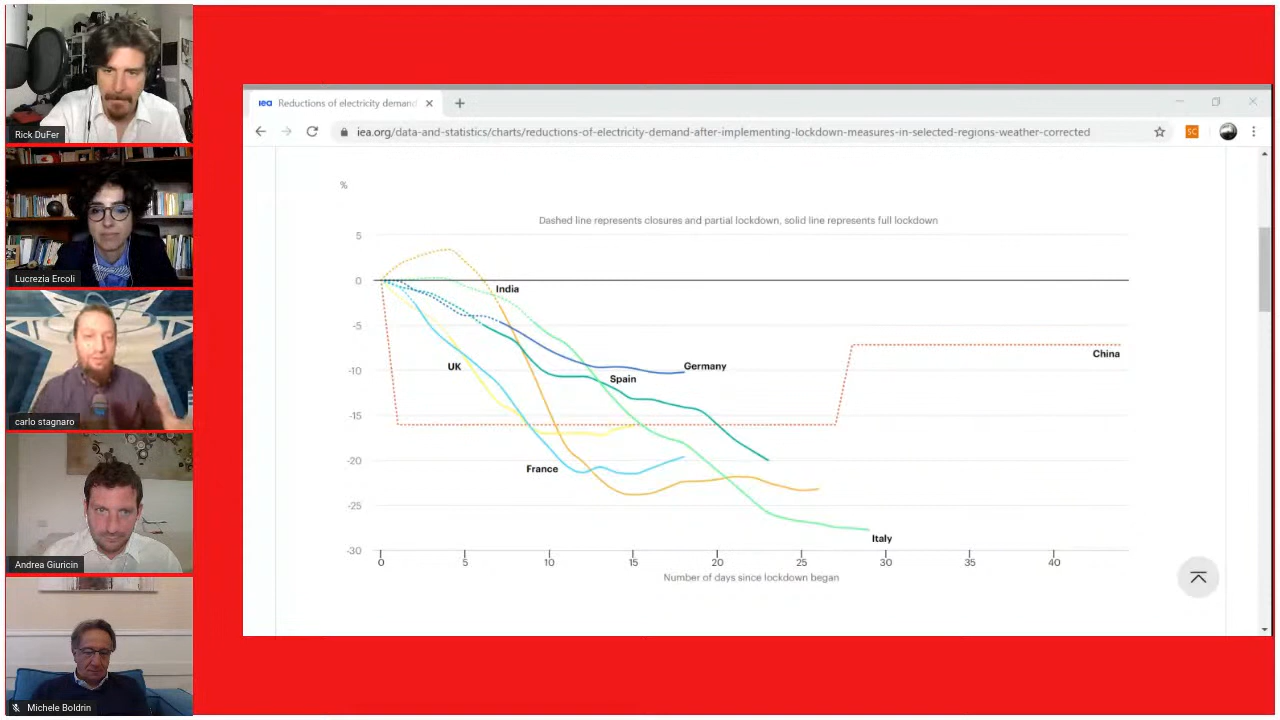 Rick DuFer
Lucrezia Ercoli
carlo stagnaro
Andrea Giuricin
Michele Boldrin
iea Reductions of electricity demand
iea.org/data-and-statistics/charts/reductions-of-electricity-demand-after-implementing-lockdown-measures-in-selected-regions-weather-corrected
SC
%
Dashed line represents closures and partial lockdown, solid line represents full lockdown
5
0
-5
-10
-15
-20
-25
-30
India
China
UK
Germany
Spain
France
Italy
0 5 10 15 20 25 30 35 40
Number of days since lockdown began